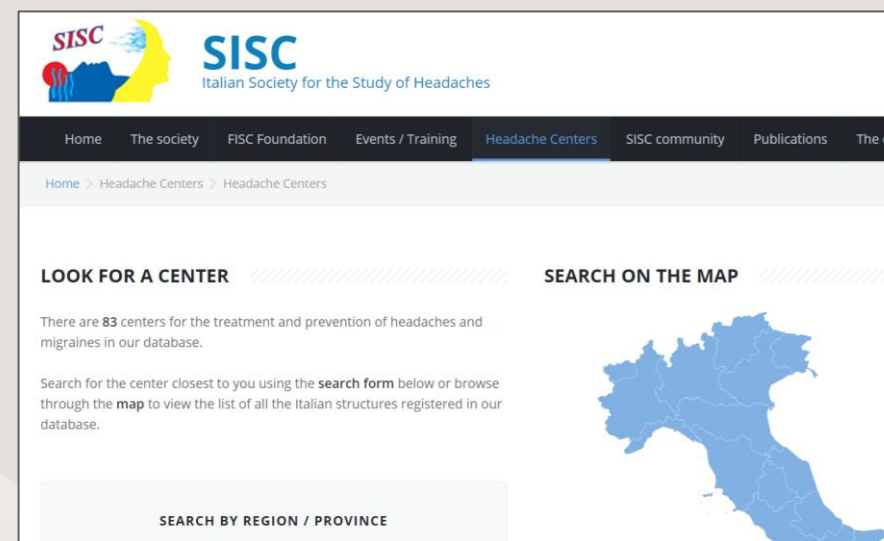 SISC
SISC
Italian Society for the Study of Headaches
Home The society FISC Foundation Events / Training Headache Centers SISC community Publications The
Home > Headache Centers > Headache Centers
LOOK FOR A CENTER
There are 83 centers for the treatment and prevention of headaches and
migraines in our database.
Search for the center closest to you using the search form below or browse
through the map to view the list of all the Italian structures registered in our
database.
SEARCH BY REGION / PROVINCE
SEARCH ON THE MAP